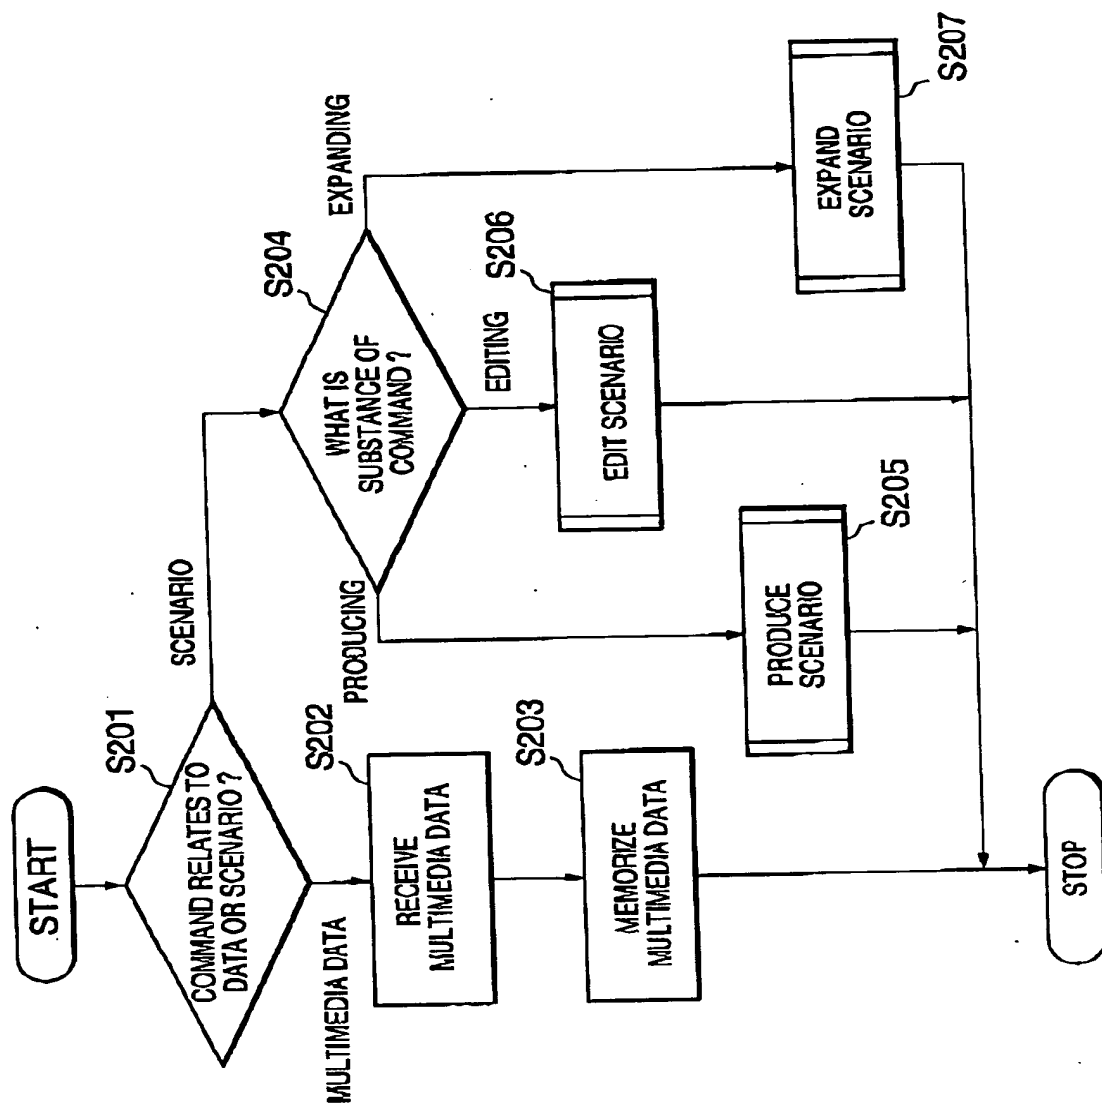 START
S201
COMMAND RELATES TO
DATA OR SCENARIO ?
SCENARIO
MULTIMEDIA DATA
S202
RECEIVE
MULTIMEDIA DATA
S203
MEMORIZE
MULTIMEDIA DATA
S204
WHAT IS
SUBSTANCE OF
COMMAND ?
PRODUCING
EDITING
EXPANDING
S205
PRODUCE
SCENARIO
S206
EDIT SCENARIO
S207
EXPAND
SCENARIO
STOP